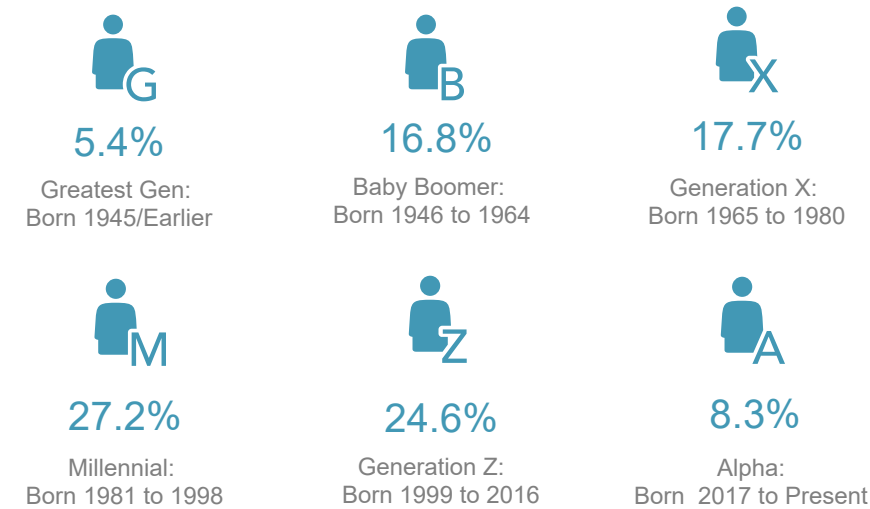 G
5.4%
Greatest Gen:
Born 1945/Earlier
B
16.8%
Baby Boomer:
Born 1946 to 1964
X
17.7%
Generation X:
Born 1965 to 1980
M
27.2%
Millennial:
Born 1981 to 1998
Z
24.6%
Generation Z:
Born 1999 to 2016
A
8.3%
Alpha:
Born  2017 to Present